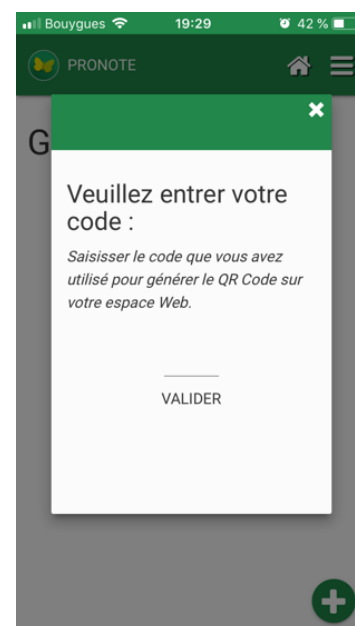 Bouygues 19:29 42 %
PRONOTE
G
Veuillez entrer votre
code :
Saisisser le code que vous avez
utilisé pour générer le QR Code sur
votre espace Web.
VALIDER